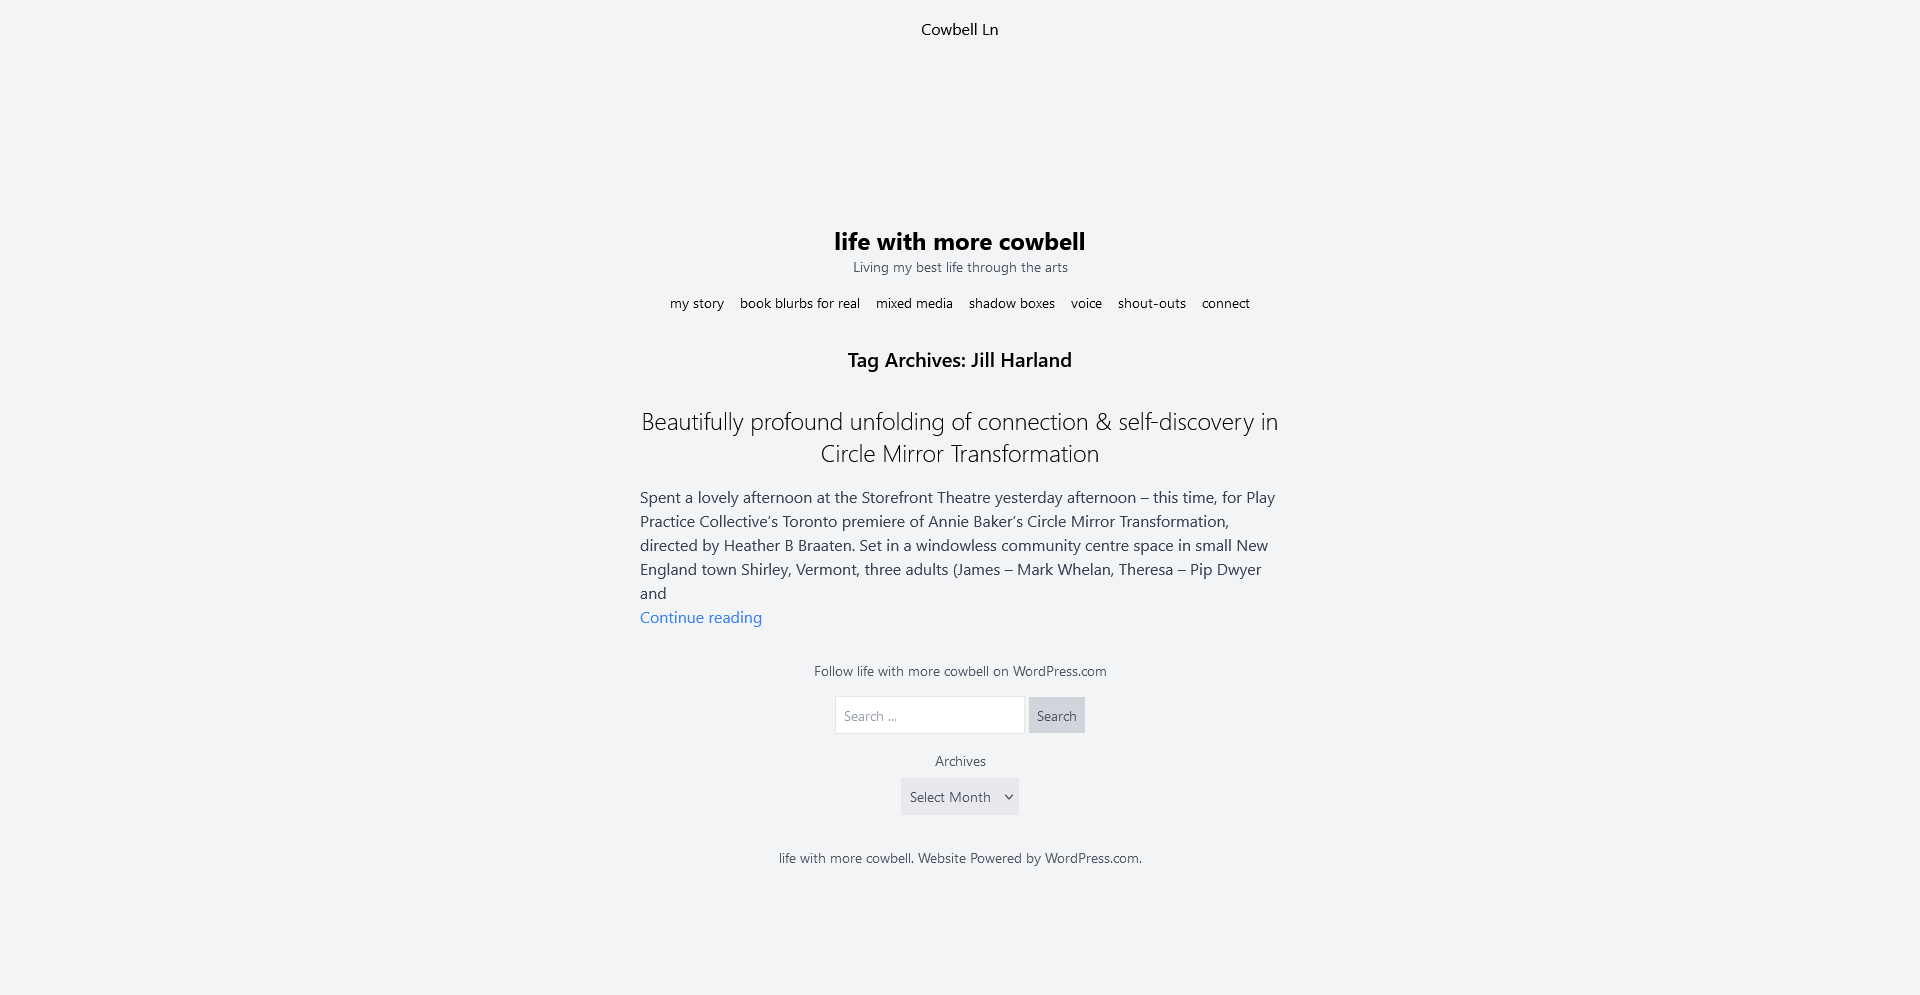 Cowbell Ln
life with more cowbell
Living my best life through the arts
my story book blurbs for real mixed media shadow boxes voice shout-outs connect
Tag Archives: Jill Harland
Beautifully profound unfolding of connection & self-discovery in
Circle Mirror Transformation
Spent a lovely afternoon at the Storefront Theatre yesterday afternoon – this time, for Play
Practice Collective’s Toronto premiere of Annie Baker’s Circle Mirror Transformation,
directed by Heather B Braaten. Set in a windowless community centre space in small New
England town Shirley, Vermont, three adults (James – Mark Whelan, Theresa – Pip Dwyer
and
Continue reading
Follow life with more cowbell on WordPress.com
Search ... Search
Archives
Select Month
life with more cowbell. Website Powered by WordPress.com.